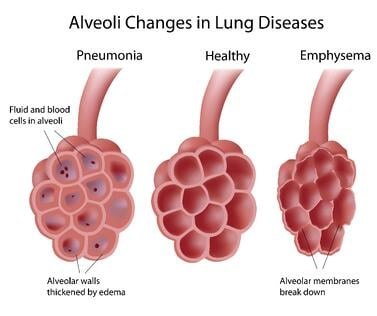 Alveoli Changes in Lung Diseases
Pneumonia
Healthy
Emphysema
Fluid and blood
cells in alveoli
Alveolar walls
thickened by edema
Alveolar membranes
break down